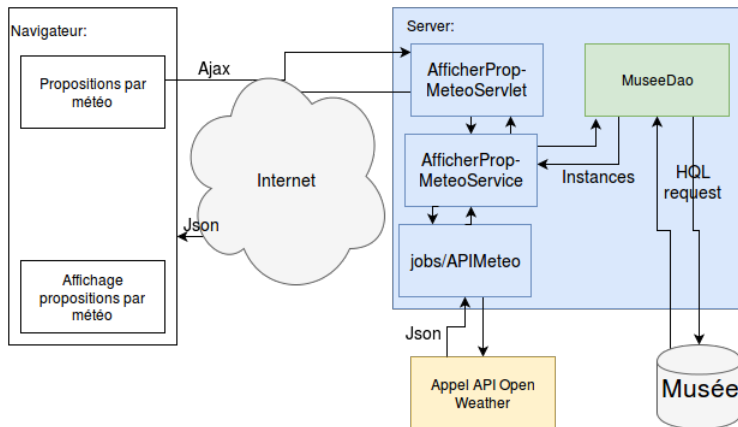 Navigateur:
Propositions par
météo
Affichage
propositions par
météo
Ajax
Internet
Json
Server:
AfficherProp-
MeteoServlet
AfficherProp-
MeteoService
jobs/APIMeteo
MuseeDao
Instances
HQL
request
Json
Appel API Open
Weather
Musée